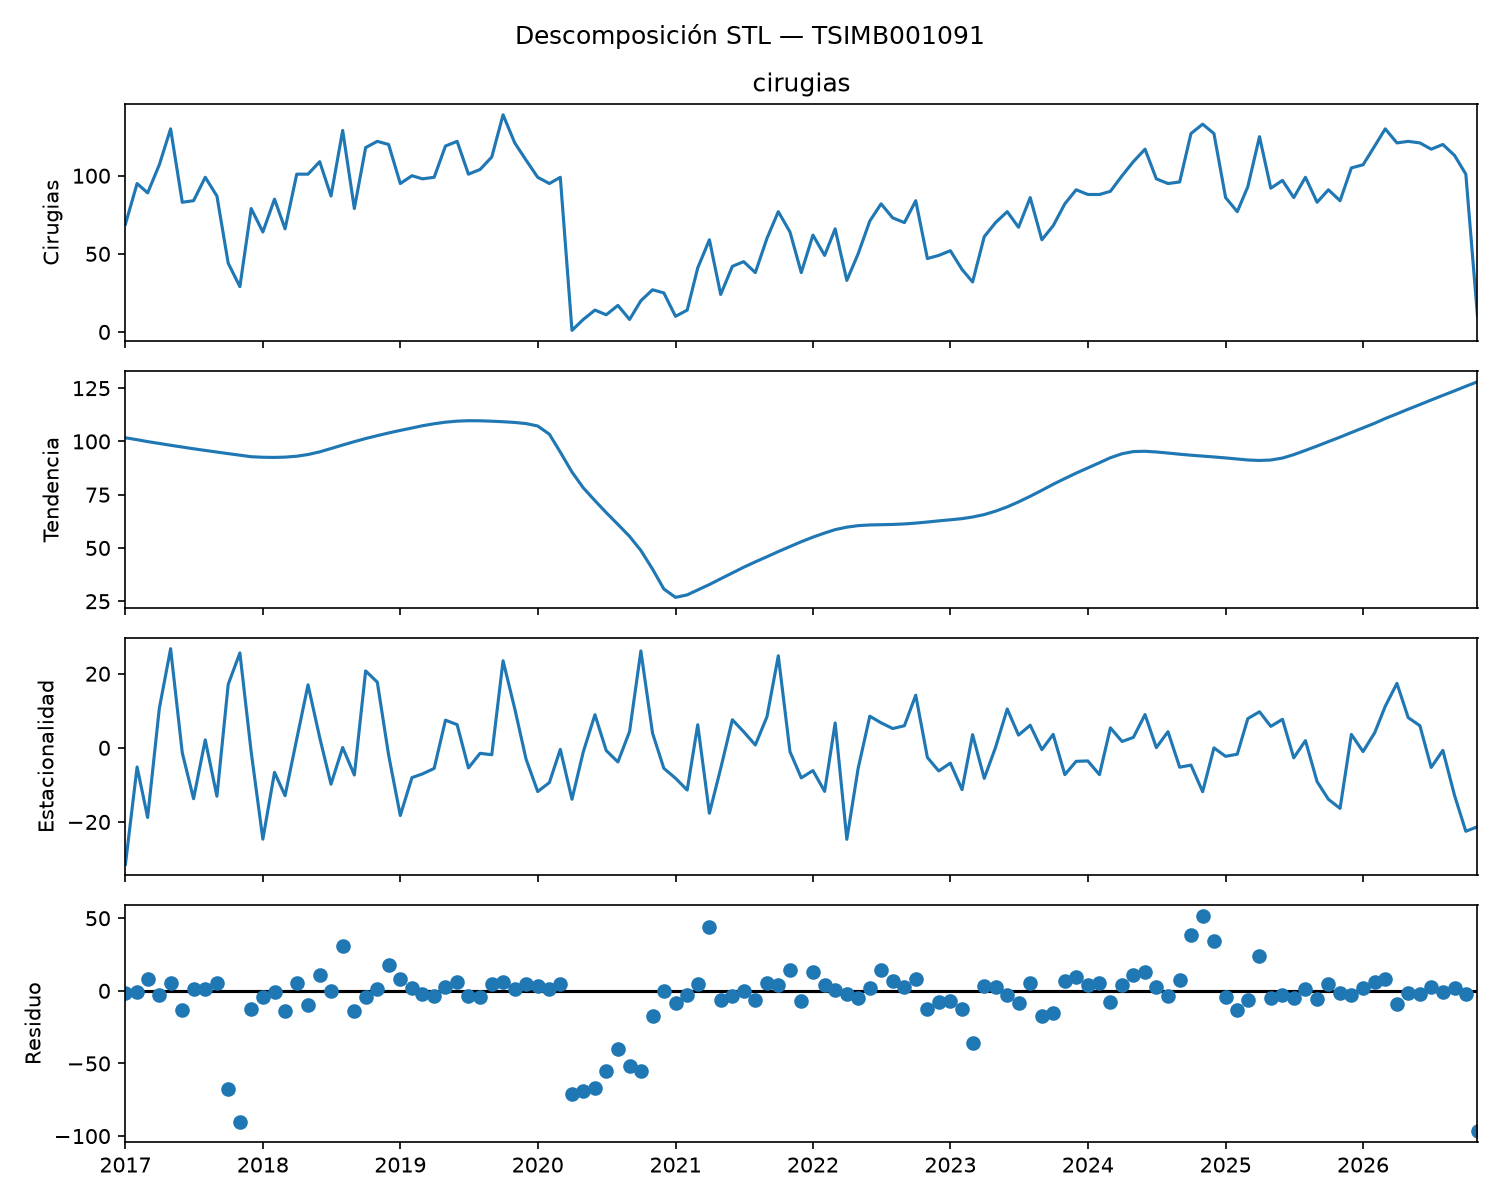 Descomposición STL — TSIMB001091
cirugias
Cirugias
100
50
0
Tendencia
125
100
75
50
25
Estacionalidad
20
0
−20
Residuo
50
0
−50
−100
2017 2018 2019 2020 2021 2022 2023 2024 2025 2026